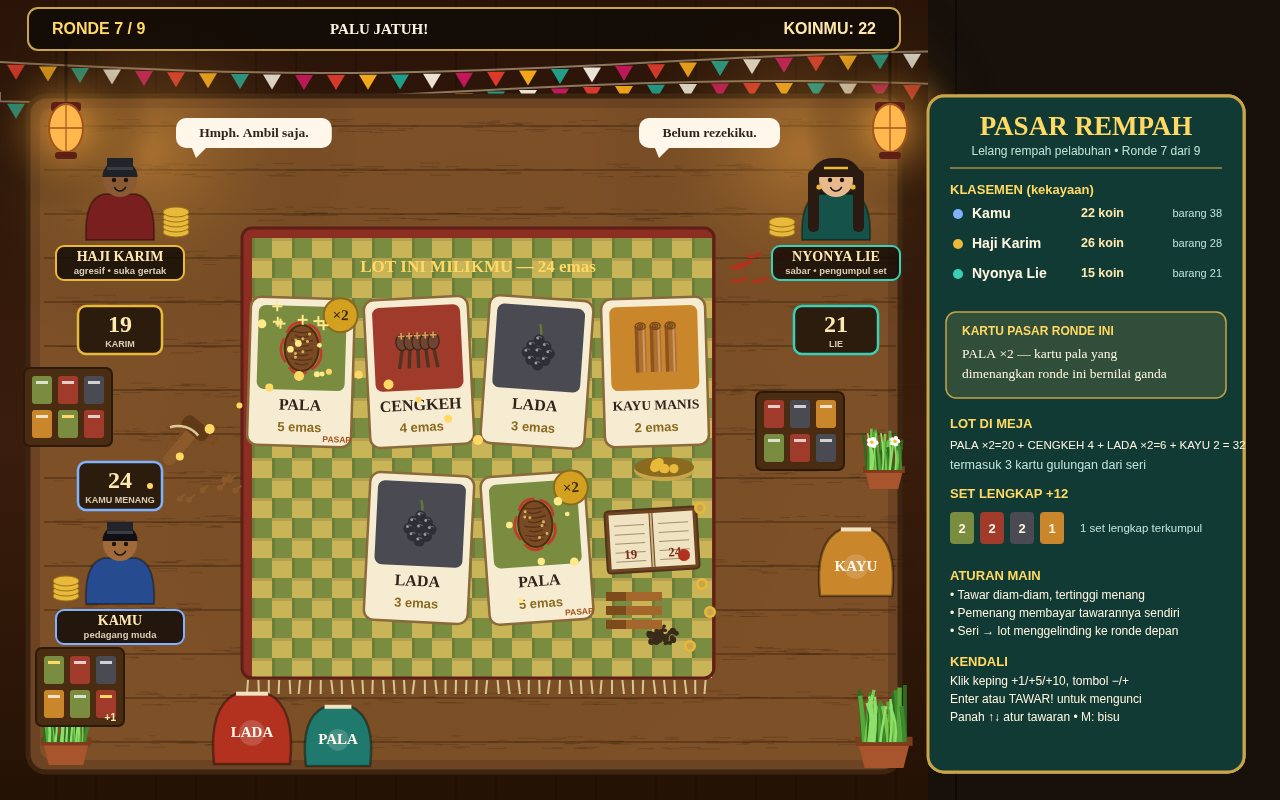 RONDE 7 / 9
PALU JATUH!
KOINMU: 22
Hmph. Ambil saja.
Belum rezekiku.
HAJI KARIM
agresif • suka gertak
NYONYA LIE
sabar • pengumpul set
19
KARIM
21
LIE
24
KAMU MENANG
KAMU
pedagang muda
+1
LOT INI MILIKMU — 24 emas
×2
PALA
5 emas
PASAR
CENGKEH
4 emas
LADA
3 emas
KAYU MANIS
2 emas
LADA
3 emas
×2
PALA
5 emas
PASAR
19
24
KAYU
LADA
PALA
PASAR REMPAH
Lelang rempah pelabuhan • Ronde 7 dari 9
KLASEMEN (kekayaan)
Kamu 22 koin barang 38
Haji Karim 26 koin barang 28
Nyonya Lie 15 koin barang 21
KARTU PASAR RONDE INI
PALA ×2 — kartu pala yang
dimenangkan ronde ini bernilai ganda
LOT DI MEJA
PALA ×2=20 + CENGKEH 4 + LADA ×2=6 + KAYU 2 = 32
termasuk 3 kartu gulungan dari seri
SET LENGKAP +12
2 2 2 1 1 set lengkap terkumpul
ATURAN MAIN
• Tawar diam-diam, tertinggi menang
• Pemenang membayar tawarannya sendiri
• Seri → lot menggelinding ke ronde depan
KENDALI
Klik keping +1/+5/+10, tombol −/+
Enter atau TAWAR! untuk mengunci
Panah ↑↓ atur tawaran • M: bisu